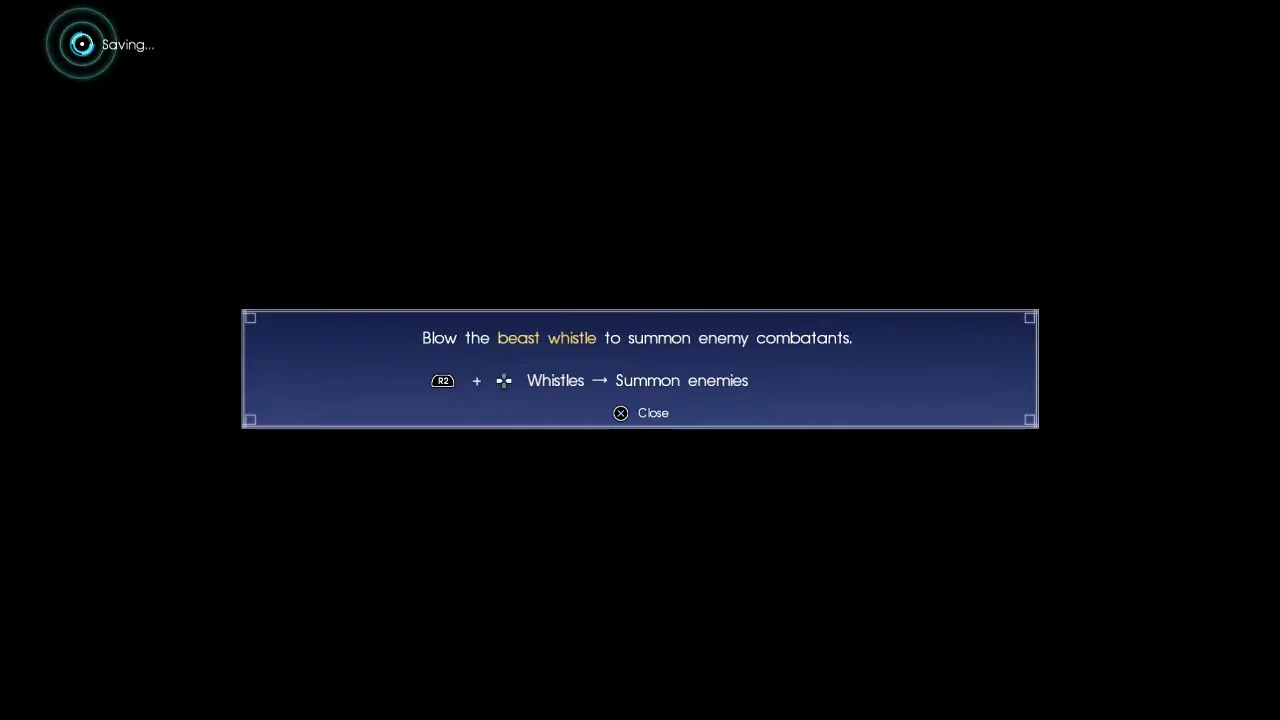 Saving...
Blow the beast whistle to summon enemy combatants.
R2 + Whistles → Summon enemies
Close